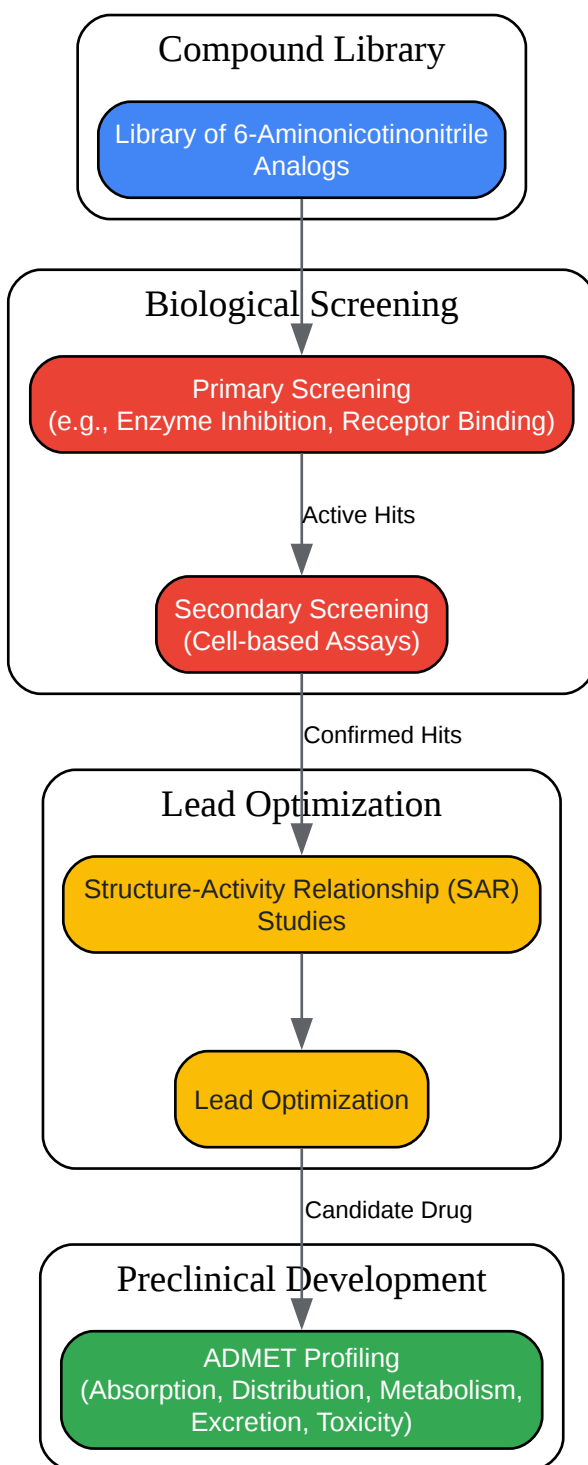 Compound Library
Library of 6-Aminonicotinonitrile
Analogs
Biological Screening
Primary Screening
(e.g., Enzyme Inhibition, Receptor Binding)
Active Hits
Secondary Screening
(Cell-based Assays)
Confirmed Hits
Lead Optimization
Structure-Activity Relationship (SAR)
Studies
Lead Optimization
Candidate Drug
Preclinical Development
ADMET Profiling
(Absorption, Distribution, Metabolism,
Excretion, Toxicity)